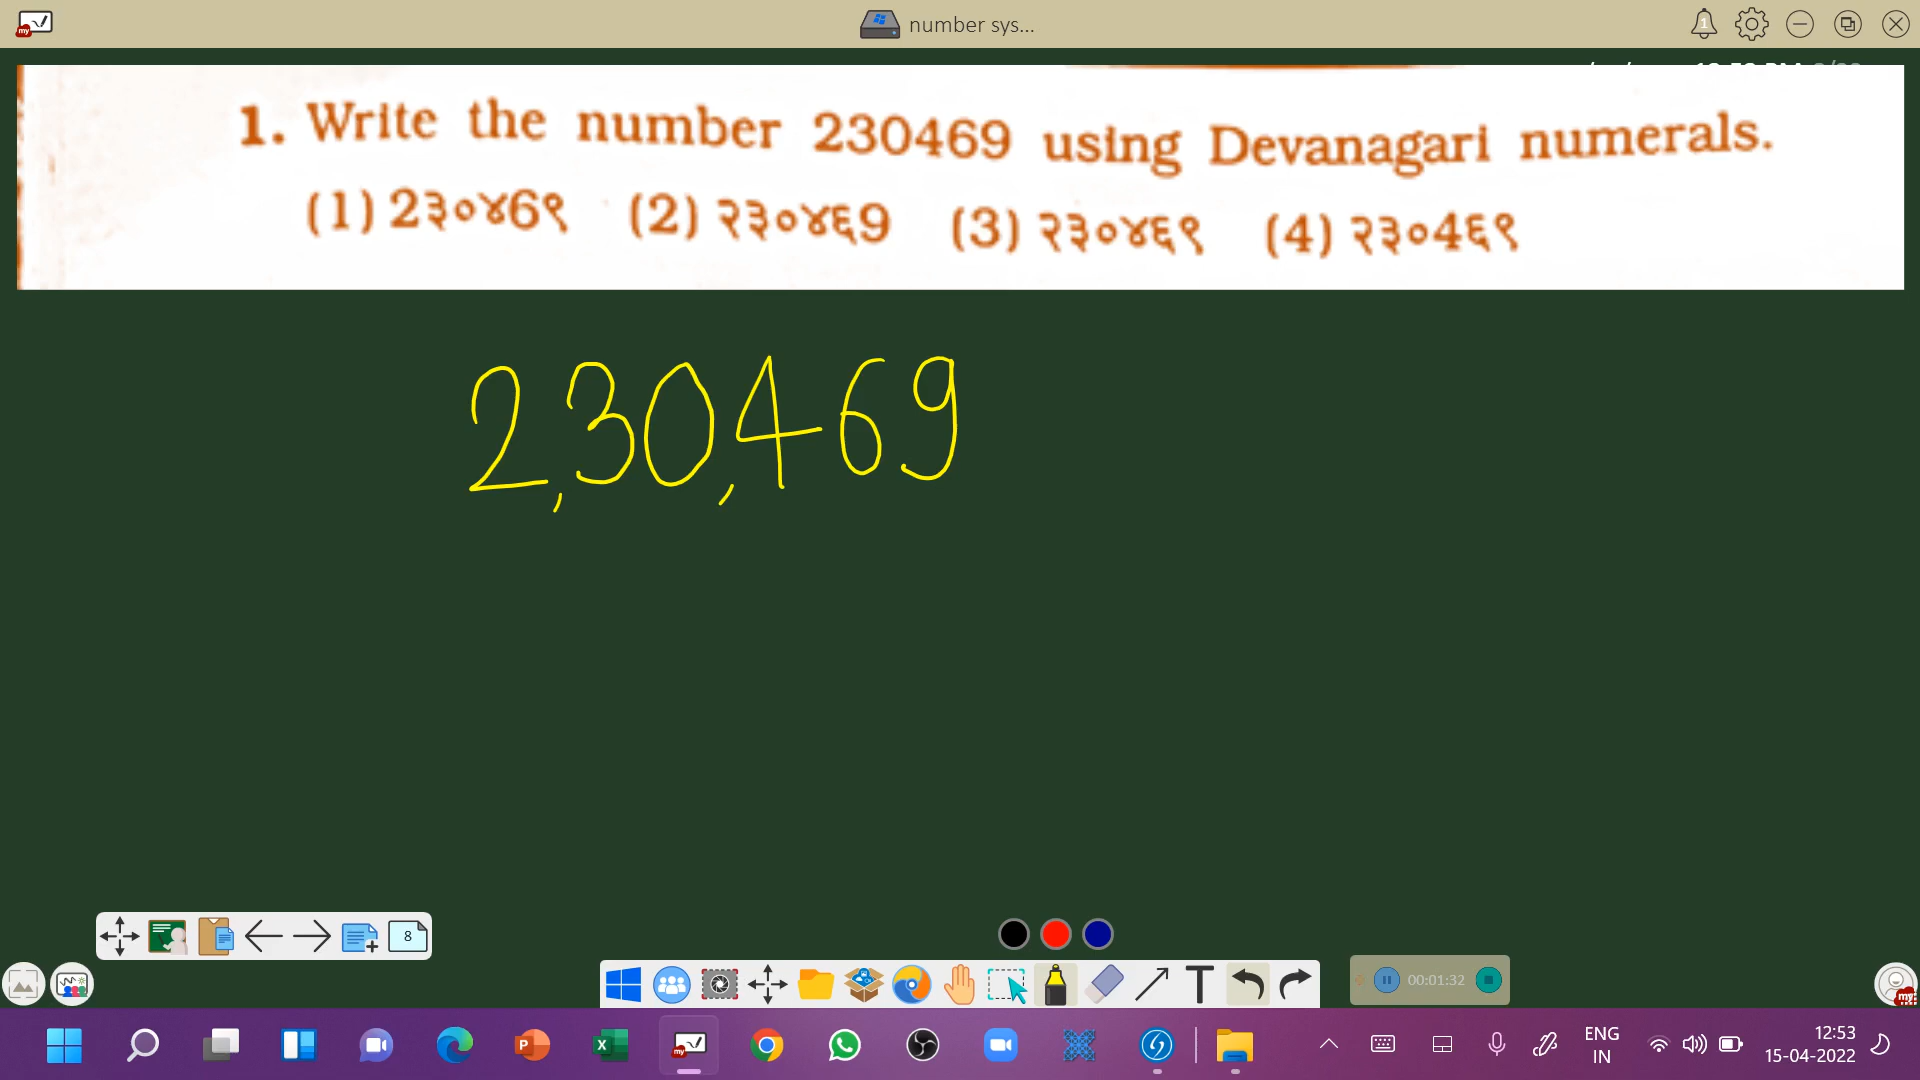 number sys...
1. Write the number 230469 using Devanagari numerals.
(1) 2३०४6९ (2) २३०४६9 (3) २३०४६९ (4) २३०4६९
2,30,469
8
00:01:32
ENG
IN
12:53
15-04-2022